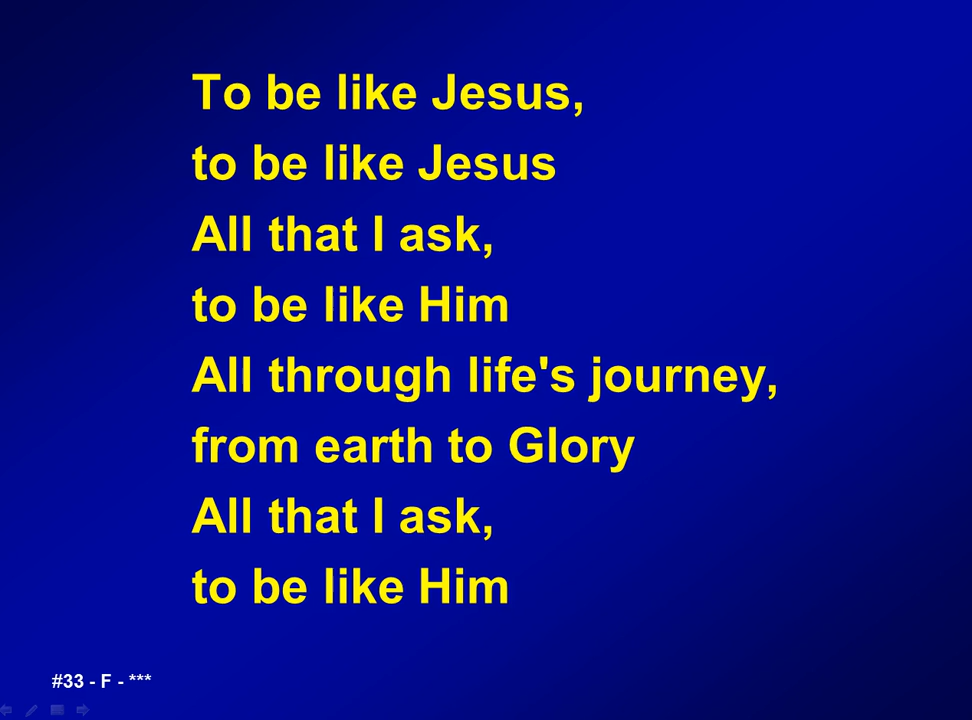 To be like Jesus,
to be like Jesus
All that I ask,
to be like Him
All through life's journey,
from earth to Glory
All that I ask,
to be like Him
#33 - F - ***